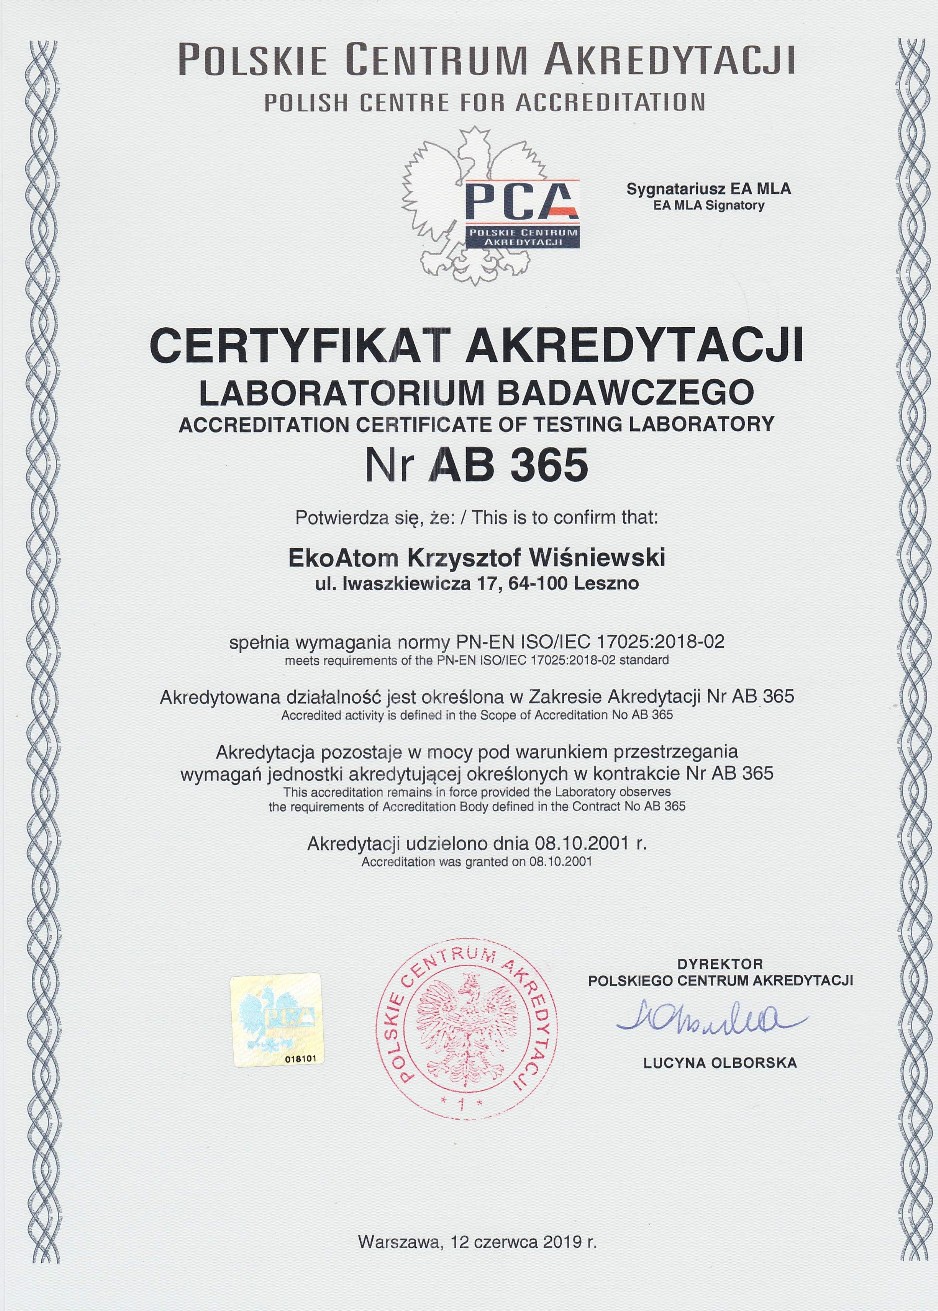 POLSKIE CENTRUM AKREDYTACJI
POLISH CENTRE FOR ACCREDITATION
PCA
POLSKIE CENTRUM
AKREDYTACJI
Sygnatariusz EA MLA
EA MLA Signatory
CERTYFIKAT AKREDYTACJI
LABORATORIUM BADAWCZEGO
ACCREDITATION CERTIFICATE OF TESTING LABORATORY
Nr AB 365
Potwierdza się, że: / This is to confirm that:
EkoAtom Krzysztof Wiśniewski
ul. Iwaszkiewicza 17, 64-100 Leszno
spełnia wymagania normy PN-EN ISO/IEC 17025:2018-02
meets requirements of the PN-EN ISO/IEC 17025:2018-02 standard
Akredytowana działalność jest określona w Zakresie Akredytacji Nr AB 365
Accredited activity is defined in the Scope of Accreditation No AB 365
Akredytacja pozostaje w mocy pod warunkiem przestrzegania
wymagań jednostki akredytującej określonych w kontrakcie Nr AB 365
This accreditation remains in force provided the Laboratory observes
the requirements of Accreditation Body defined in the Contract No AB 365
Akredytacji udzielono dnia 08.10.2001 r.
Accreditation was granted on 08.10.2001
PCA
018101
POLSKIE CENTRUM AKREDYTACJI
* 1 *
DYREKTOR
POLSKIEGO CENTRUM AKREDYTACJI
LUCYNA OLBORSKA
Warszawa, 12 czerwca 2019 r.